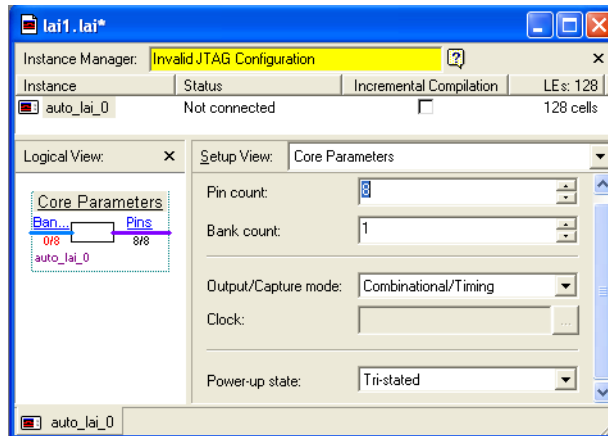 lai1.lai*
Instance Manager: Invalid JTAG Configuration ?
Instance Status Incremental Compilation LEs: 128
auto_lai_0 Not connected 128 cells
Logical View: Setup View: Core Parameters
Core Parameters
Ban... Pins
0/8 8/8
auto_lai_0
Pin count: 8
Bank count: 1
Output/Capture mode: Combinational/Timing
Clock: ...
Power-up state: Tri-stated
auto_lai_0